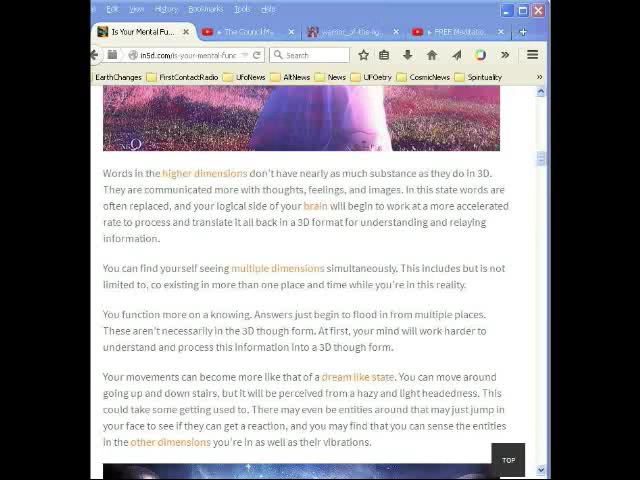 Edit View History Bookmarks Tools Help
Is Your Mental Fu... The Council Me warrior_of-the-lig FREE Meditatio
in5d.com/is-your-mental-func Search
EarthChanges FirstContactRadio UfoNews AltNews News UFOetry CosmicNews Spirituality
Words in the higher dimensions don't have nearly as much substance as they do in 3D.
They are communicated more with thoughts, feelings, and images. In this state words are
often replaced, and your logical side of your brain will begin to work at a more accelerated
rate to process and translate it all back in a 3D format for understanding and relaying
information.
You can find yourself seeing multiple dimensions simultaneously. This includes but is not
limited to, co existing in more than one place and time while you're in this reality.
You function more on a knowing. Answers just begin to flood in from multiple places.
These aren't necessarily in the 3D though form. At first, your mind will work harder to
understand and process this information into a 3D though form.
Your movements can become more like that of a dream like state. You can move around
going up and down stairs, but it will be perceived from a hazy and light headedness. This
could take some getting used to. There may even be entities around that may just jump in
your face to see if they can get a reaction, and you may find that you can sense the entities
in the other dimensions you're in as well as their vibrations.
TOP